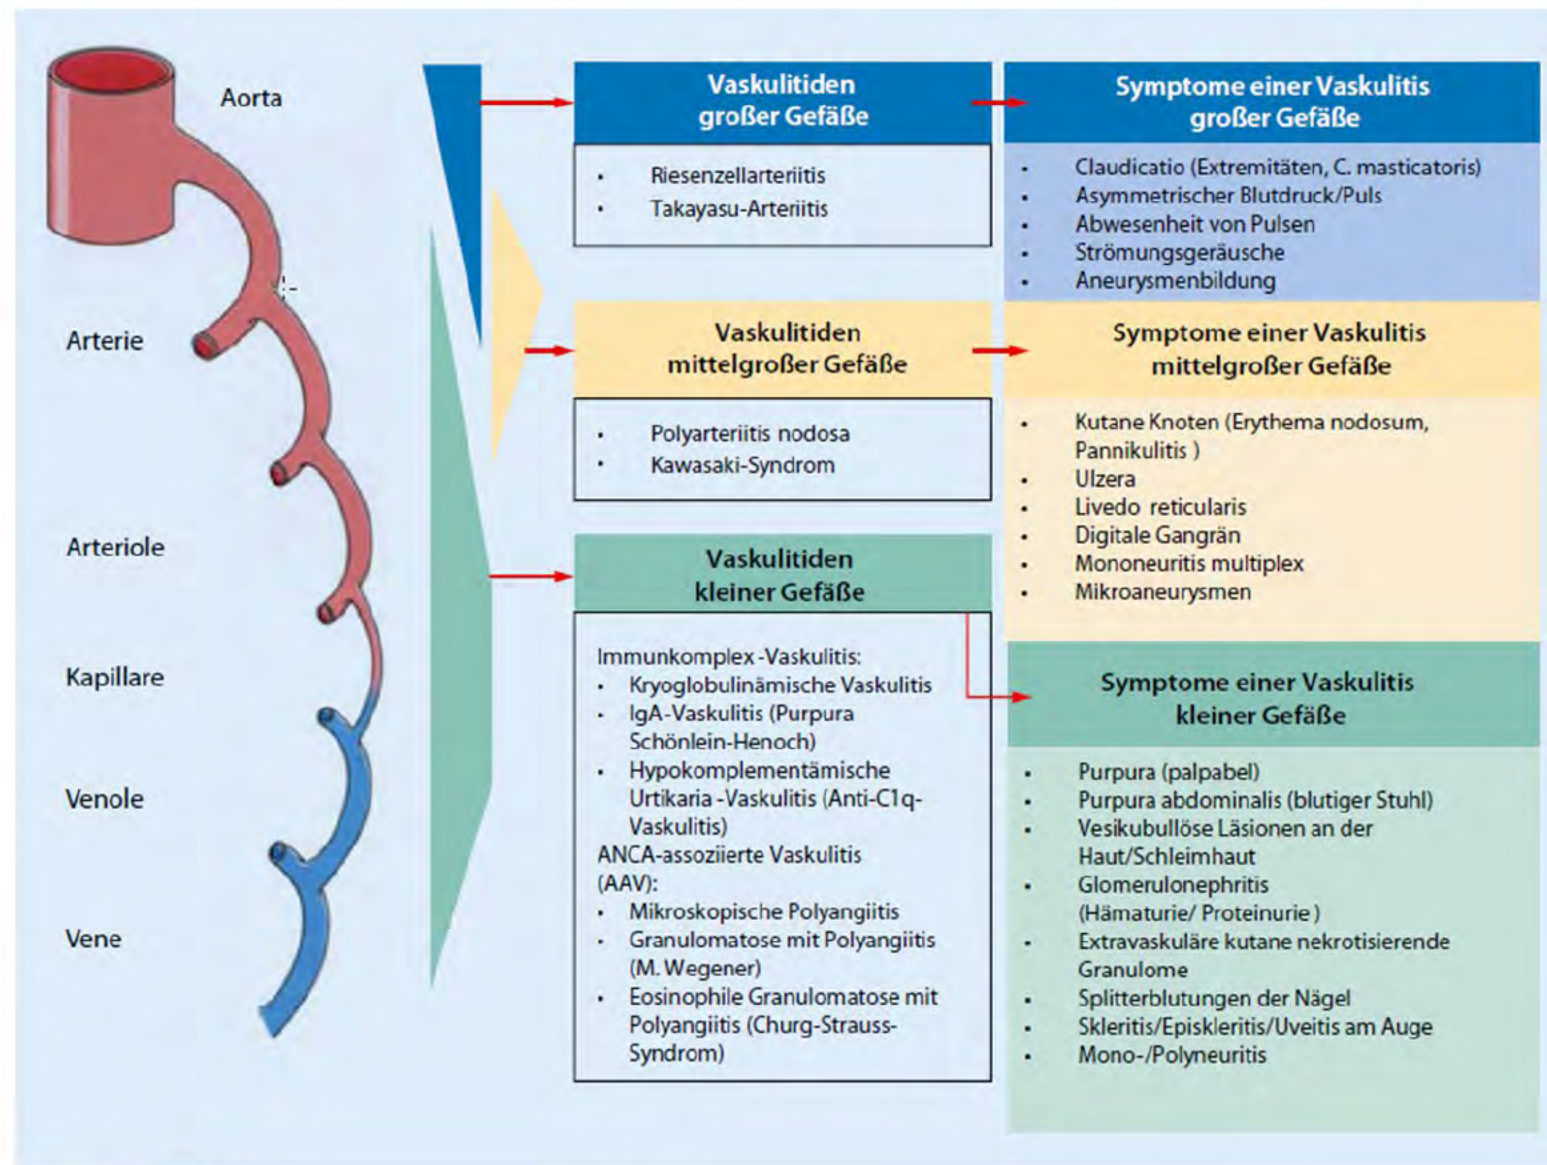 Aorta
Arterie
Arteriole
Kapillare
Venole
Vene
Vaskulitiden
großer Gefäße
• Riesenzellarteriitis
• Takayasu-Arteriitis
Symptome einer Vaskulitis
großer Gefäße
• Claudicatio (Extremitäten, C. masticatoris)
• Asymmetrischer Blutdruck/Puls
• Abwesenheit von Pulsen
• Strömungsgeräusche
• Aneurysmenbildung
Vaskulitiden
mittelgroßer Gefäße
• Polyarteriitis nodosa
• Kawasaki-Syndrom
Symptome einer Vaskulitis
mittelgroßer Gefäße
• Kutane Knoten (Erythema nodosum,
Pannikulitis )
• Ulzera
• Livedo reticularis
• Digitale Gangrän
• Mononeuritis multiplex
• Mikroaneurysmen
Vaskulitiden
kleiner Gefäße
Immunkomplex-Vaskulitis:
• Kryoglobulinämische Vaskulitis
• IgA-Vaskulitis (Purpura
Schönlein-Henoch)
• Hypokomplementämische
Urtikaria-Vaskulitis (Anti-C1q-
Vaskulitis)
ANCA-assoziierte Vaskulitis
(AAV):
• Mikroskopische Polyangiitis
• Granulomatose mit Polyangiitis
(M. Wegener)
• Eosinophile Granulomatose mit
Polyangiitis (Churg-Strauss-
Syndrom)
Symptome einer Vaskulitis
kleiner Gefäße
• Purpura (palpabel)
• Purpura abdominalis (blutiger Stuhl)
• Vesikubullöse Läsionen an der
Haut/Schleimhaut
• Glomerulonephritis
(Hämaturie/ Proteinurie )
• Extravaskuläre kutane nekrotisierende
Granulome
• Splitterblutungen der Nägel
• Skleritis/Episkleritis/Uveitis am Auge
• Mono-/Polyneuritis